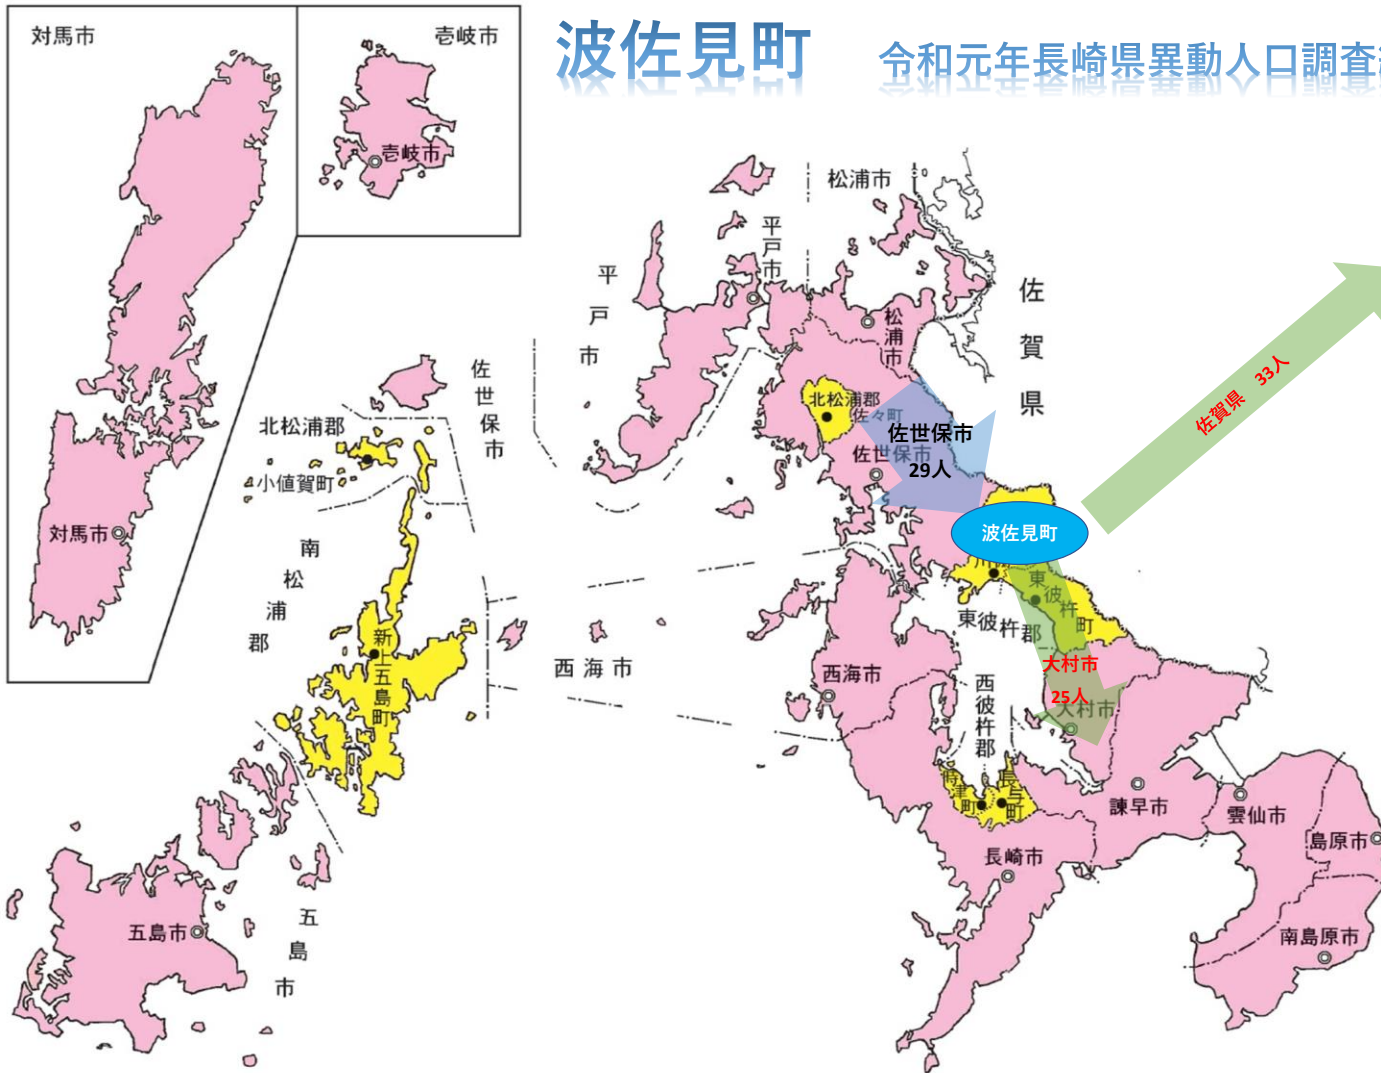 波佐見町
令和元年長崎県異動人口調査
対馬市
壱岐市
壱岐市
対馬市
松浦市
平戸市
平戸市
松浦市
佐賀県
佐賀県 33人
佐世保市
北松浦郡
小値賀町
北松浦郡
佐々町
佐世保市
29人
佐世保市
波佐見町
南松浦郡
新上五島町
東彼杵町
東彼杵郡
大村市
25人
大村市
西海市
西海市
西彼杵郡
時津町
長与町
諫早市
雲仙市
島原市
長崎市
南島原市
五島市
五島市